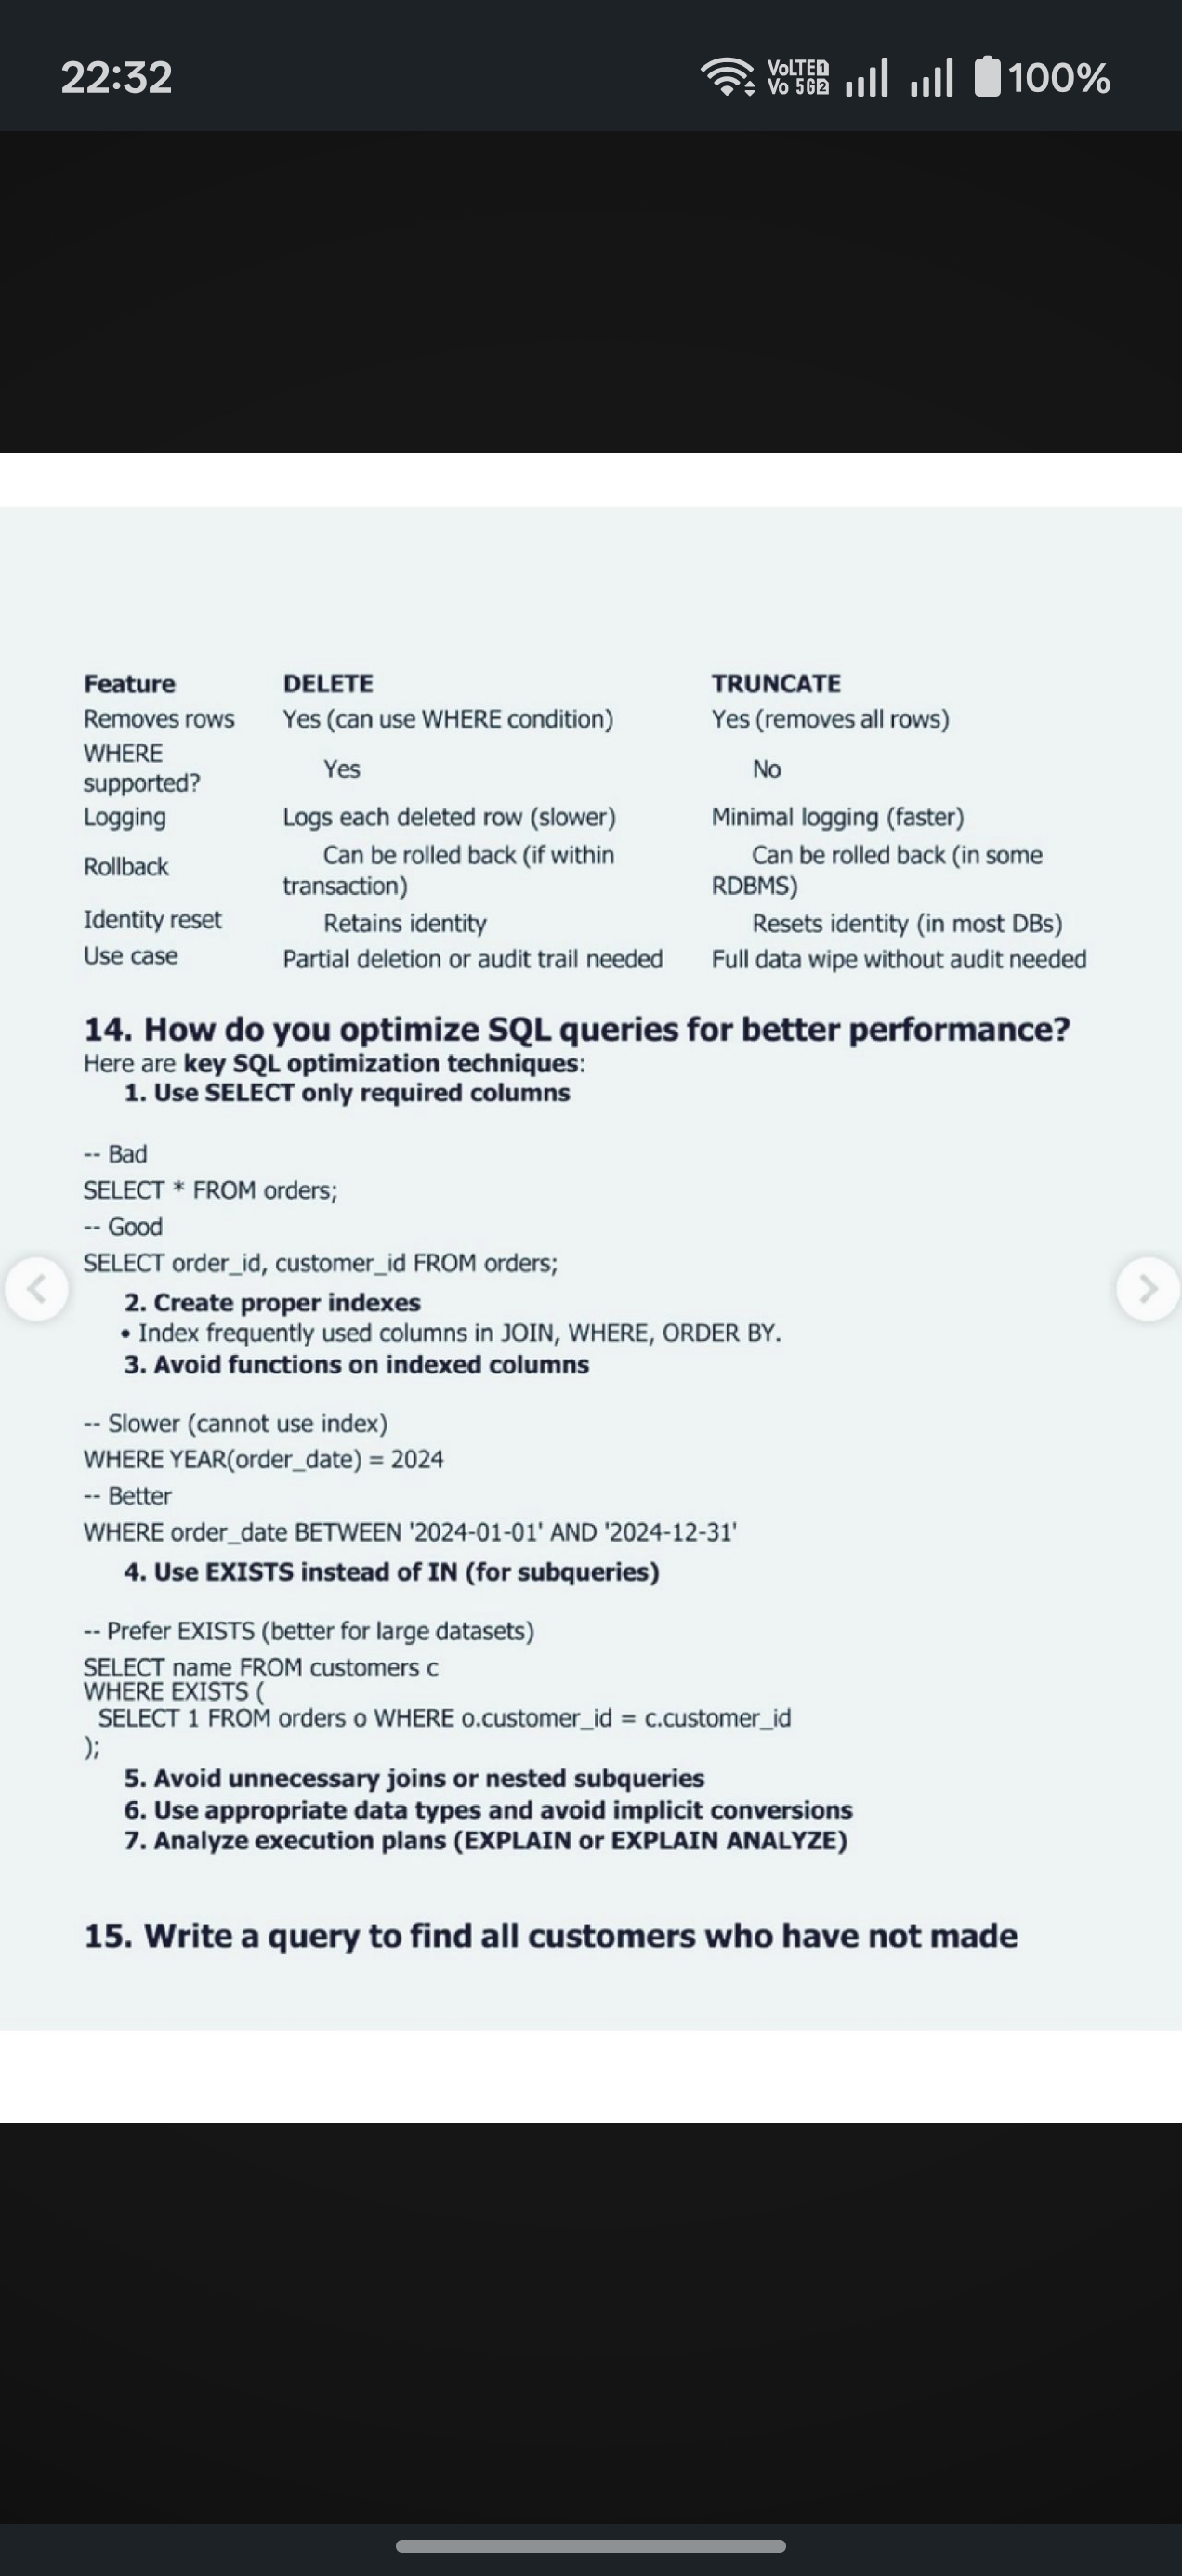 22:32
VoLTE1
Vo 5G2
100%
Feature DELETE TRUNCATE
Removes rows Yes (can use WHERE condition) Yes (removes all rows)
WHERE
supported? Yes No
Logging Logs each deleted row (slower) Minimal logging (faster)
Rollback Can be rolled back (if within Can be rolled back (in some
transaction) RDBMS)
Identity reset Retains identity Resets identity (in most DBs)
Use case Partial deletion or audit trail needed Full data wipe without audit needed
14. How do you optimize SQL queries for better performance?
Here are key SQL optimization techniques:
1. Use SELECT only required columns
-- Bad
SELECT * FROM orders;
-- Good
SELECT order_id, customer_id FROM orders;
2. Create proper indexes
• Index frequently used columns in JOIN, WHERE, ORDER BY.
3. Avoid functions on indexed columns
-- Slower (cannot use index)
WHERE YEAR(order_date) = 2024
-- Better
WHERE order_date BETWEEN '2024-01-01' AND '2024-12-31'
4. Use EXISTS instead of IN (for subqueries)
-- Prefer EXISTS (better for large datasets)
SELECT name FROM customers c
WHERE EXISTS (
SELECT 1 FROM orders o WHERE o.customer_id = c.customer_id
);
5. Avoid unnecessary joins or nested subqueries
6. Use appropriate data types and avoid implicit conversions
7. Analyze execution plans (EXPLAIN or EXPLAIN ANALYZE)
15. Write a query to find all customers who have not made